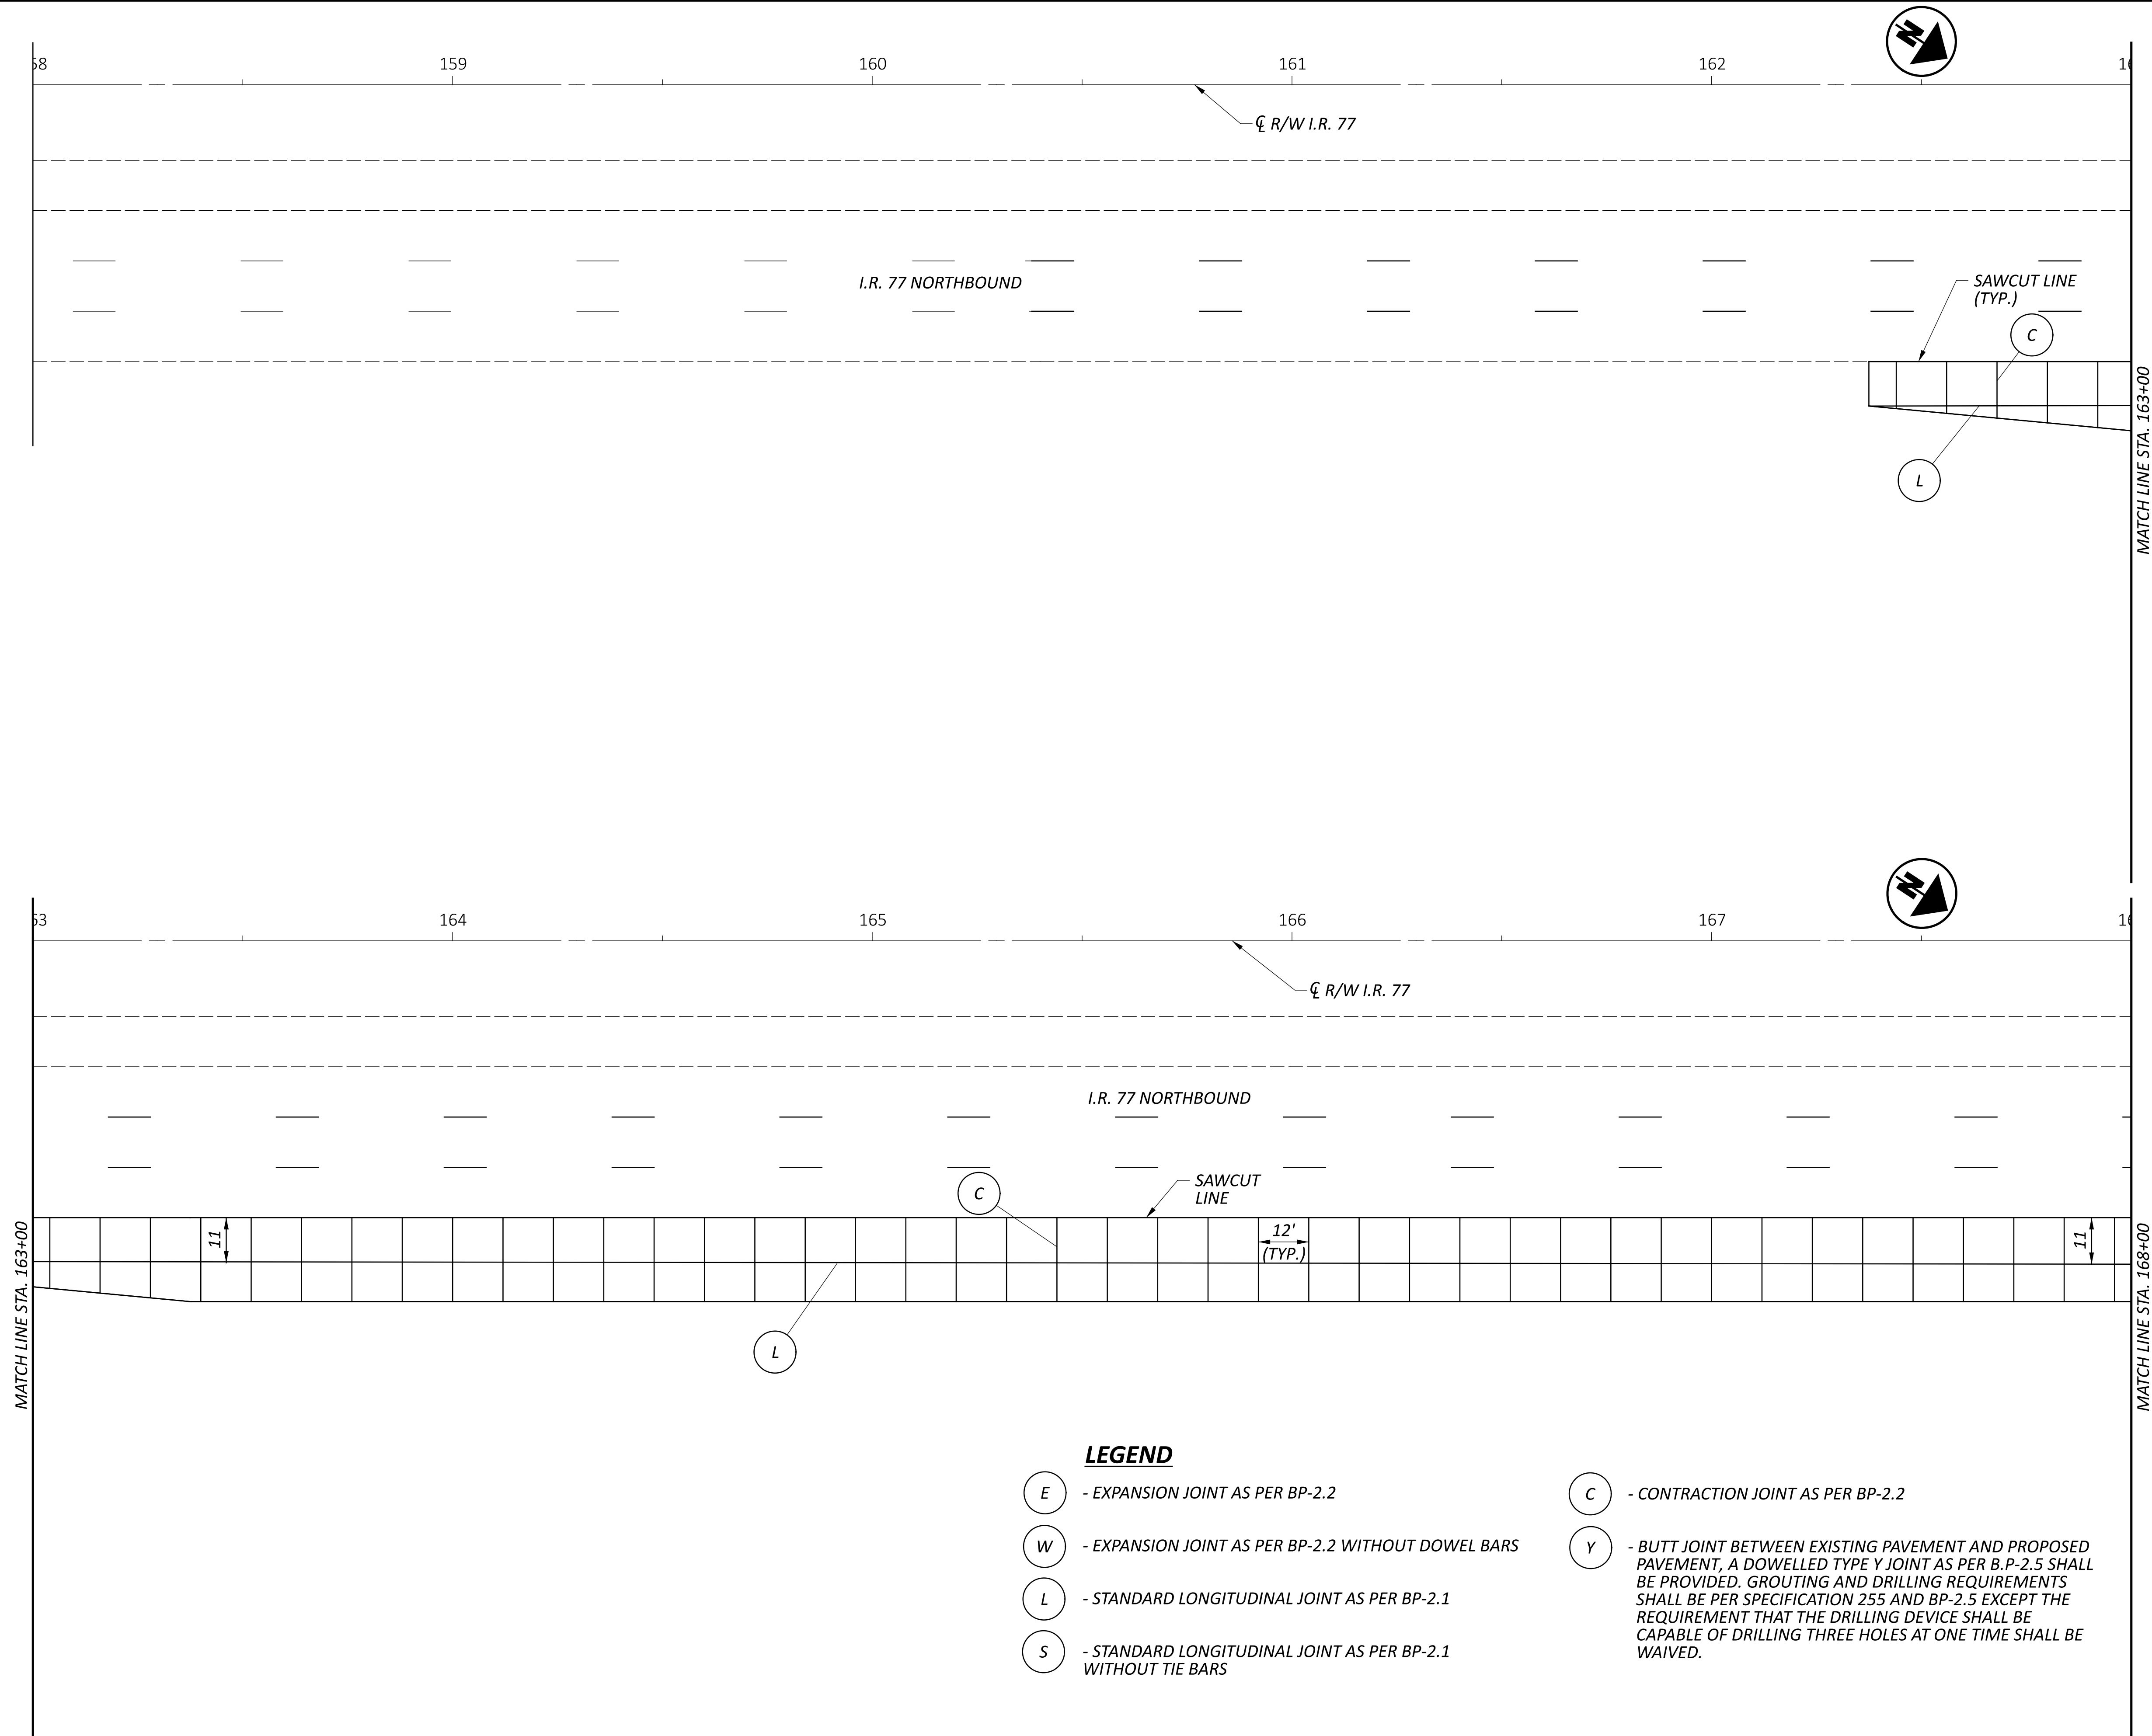 N
58 159 160 161 162 16
℄ R/W I.R. 77
I.R. 77 NORTHBOUND
SAWCUT LINE
(TYP.)
C
L
MATCH LINE STA. 163+00
N
63 164 165 166 167 16
℄ R/W I.R. 77
I.R. 77 NORTHBOUND
C
SAWCUT
LINE
11
12'
(TYP.)
11
L
MATCH LINE STA. 163+00
MATCH LINE STA. 168+00
LEGEND
E - EXPANSION JOINT AS PER BP-2.2
W - EXPANSION JOINT AS PER BP-2.2 WITHOUT DOWEL BARS
L - STANDARD LONGITUDINAL JOINT AS PER BP-2.1
S - STANDARD LONGITUDINAL JOINT AS PER BP-2.1
WITHOUT TIE BARS
C - CONTRACTION JOINT AS PER BP-2.2
Y - BUTT JOINT BETWEEN EXISTING PAVEMENT AND PROPOSED
PAVEMENT, A DOWELLED TYPE Y JOINT AS PER B.P-2.5 SHALL
BE PROVIDED. GROUTING AND DRILLING REQUIREMENTS
SHALL BE PER SPECIFICATION 255 AND BP-2.5 EXCEPT THE
REQUIREMENT THAT THE DRILLING DEVICE SHALL BE
CAPABLE OF DRILLING THREE HOLES AT ONE TIME SHALL BE
WAIVED.